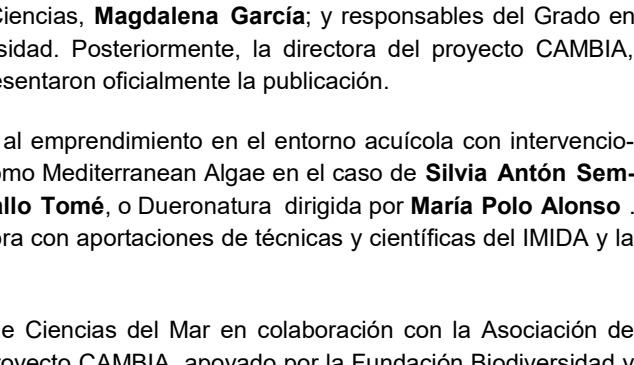 Ciencias, Magdalena García; y responsables del Grado en
sidad. Posteriormente, la directora del proyecto CAMBIA,
esentaron oficialmente la publicación.
al emprendimiento en el entorno acuícola con intervencio-
omo Mediterranean Algae en el caso de Silvia Antón Sem-
allo Tomé, o Dueronatura dirigida por María Polo Alonso .
ora con aportaciones de técnicas y científicas del IMIDA y la
e Ciencias del Mar en colaboración con la Asociación de
royecto CAMBIA, apoyado por la Fundación Biodiversidad y